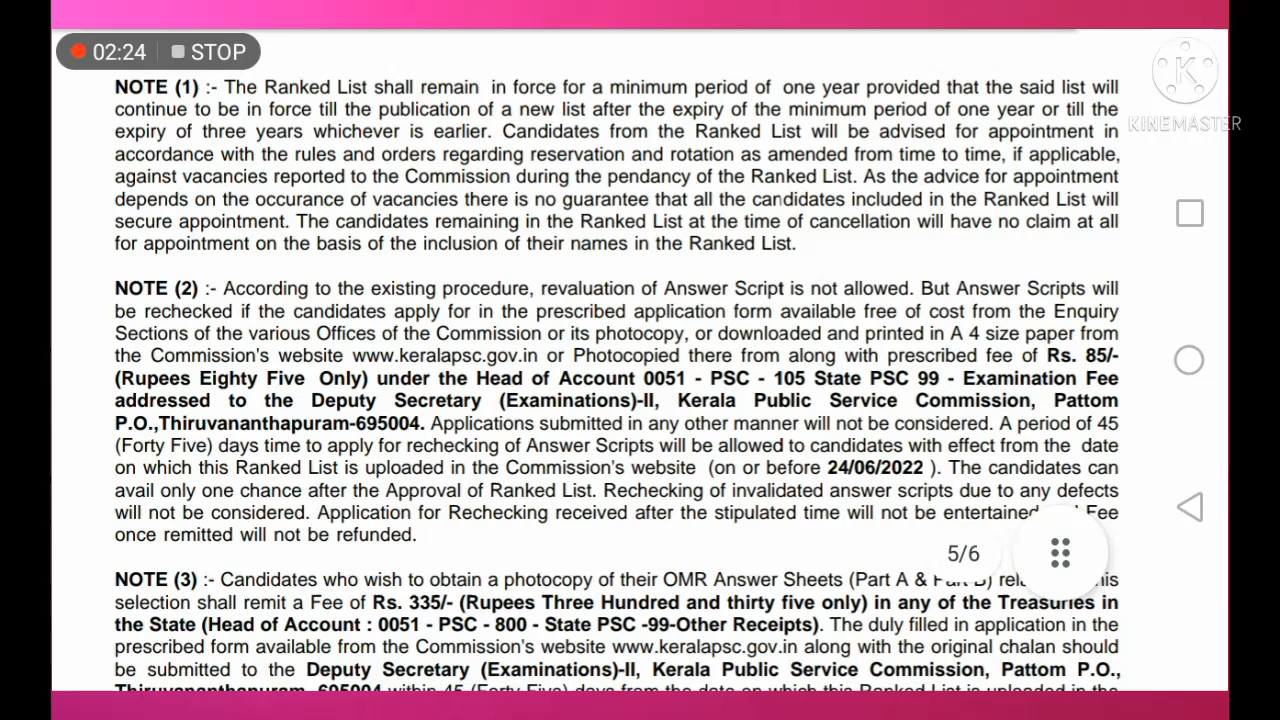 02:24 STOP
KINEMASTER
NOTE (1) :- The Ranked List shall remain in force for a minimum period of one year provided that the said list will
continue to be in force till the publication of a new list after the expiry of the minimum period of one year or till the
expiry of three years whichever is earlier. Candidates from the Ranked List will be advised for appointment in
accordance with the rules and orders regarding reservation and rotation as amended from time to time, if applicable,
against vacancies reported to the Commission during the pendancy of the Ranked List. As the advice for appointment
depends on the occurance of vacancies there is no guarantee that all the candidates included in the Ranked List will
secure appointment. The candidates remaining in the Ranked List at the time of cancellation will have no claim at all
for appointment on the basis of the inclusion of their names in the Ranked List.
NOTE (2) :- According to the existing procedure, revaluation of Answer Script is not allowed. But Answer Scripts will
be rechecked if the candidates apply for in the prescribed application form available free of cost from the Enquiry
Sections of the various Offices of the Commission or its photocopy, or downloaded and printed in A 4 size paper from
the Commission's website www.keralapsc.gov.in or Photocopied there from along with prescribed fee of Rs. 85/-
(Rupees Eighty Five Only) under the Head of Account 0051 - PSC - 105 State PSC 99 - Examination Fee
addressed to the Deputy Secretary (Examinations)-II, Kerala Public Service Commission, Pattom
P.O.,Thiruvananthapuram-695004. Applications submitted in any other manner will not be considered. A period of 45
(Forty Five) days time to apply for rechecking of Answer Scripts will be allowed to candidates with effect from the date
on which this Ranked List is uploaded in the Commission's website (on or before 24/06/2022 ). The candidates can
avail only one chance after the Approval of Ranked List. Rechecking of invalidated answer scripts due to any defects
will not be considered. Application for Rechecking received after the stipulated time will not be entertained Fee
once remitted will not be refunded.
5/6
NOTE (3) :- Candidates who wish to obtain a photocopy of their OMR Answer Sheets (Part A & Part B)
selection shall remit a Fee of Rs. 335/- (Rupees Three Hundred and thirty five only) in any of the Treasuries in
the State (Head of Account : 0051 - PSC - 800 - State PSC -99-Other Receipts). The duly filled in application in the
prescribed form available from the Commission's website www.keralapsc.gov.in along with the original chalan should
be submitted to the Deputy Secretary (Examinations)-II, Kerala Public Service Commission, Pattom P.O.,
Thiruvananthapuram- 695004 within 45 (Forty Five) days from the date on which this Ranked List is uploaded in the